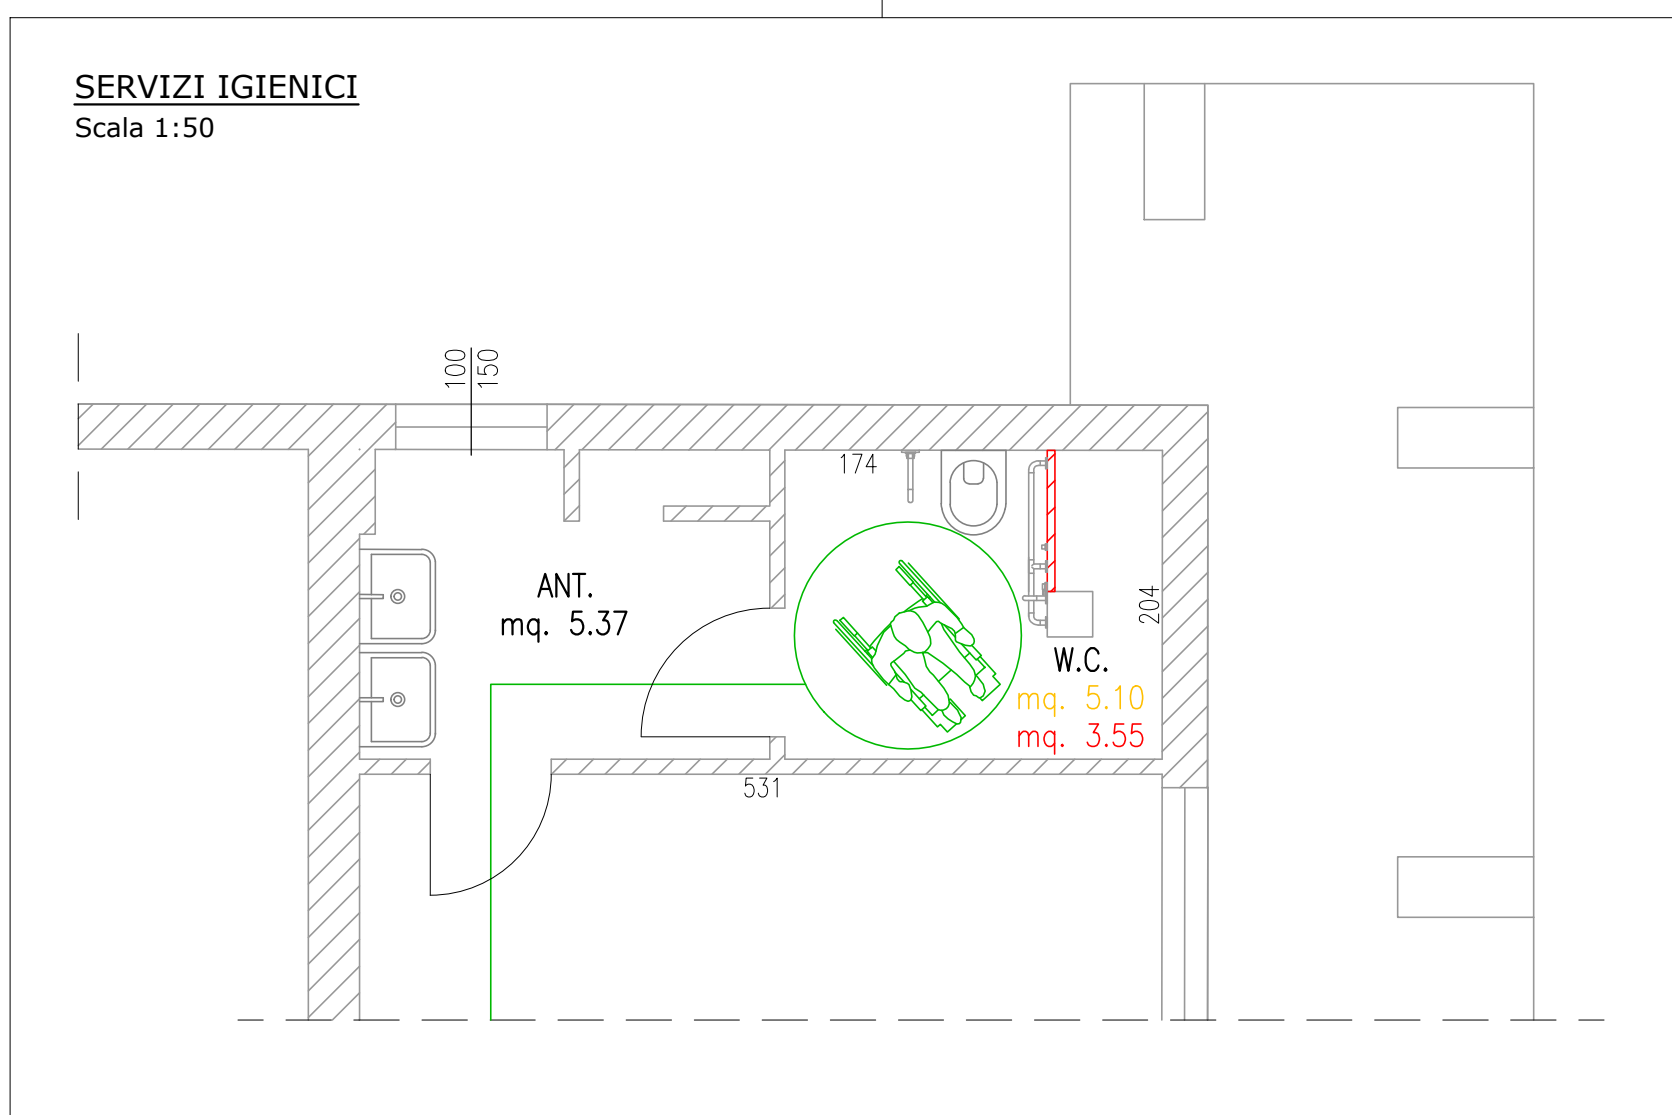 SERVIZI IGIENICI
Scala 1:50
100
150
174
ANT.
mq. 5.37
204
W.C.
mq. 5.10
mq. 3.55
531